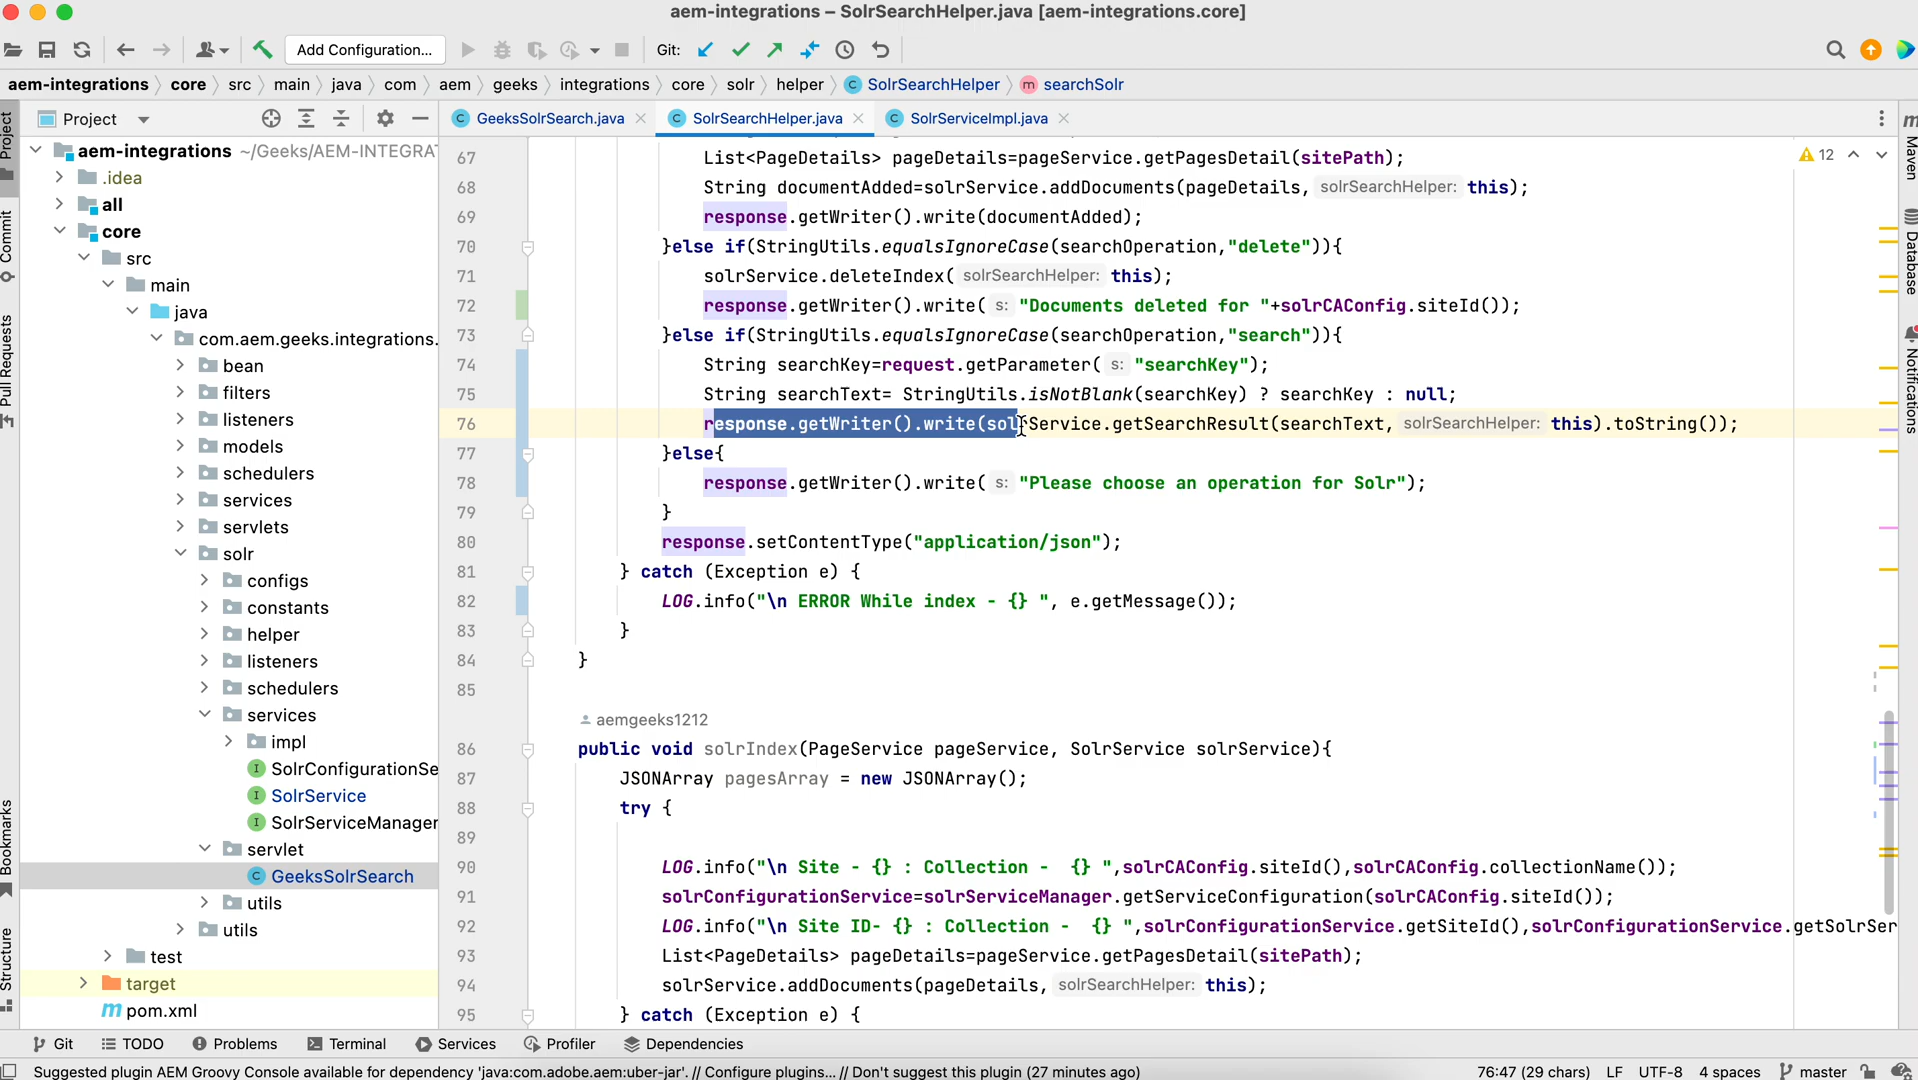 aem-integrations – SolrSearchHelper.java [aem-integrations.core]
Add Configuration...
Git:
aem-integrations core src main java com aem geeks integrations core solr helper SolrSearchHelper searchSolr
Project
GeeksSolrSearch.java
SolrSearchHelper.java
SolrServiceImpl.java
aem-integrations ~/Geeks/AEM-INTEGRAT
.idea
all
core
src
main
java
com.aem.geeks.integrations.
bean
filters
listeners
models
schedulers
services
servlets
solr
configs
constants
helper
listeners
schedulers
services
impl
SolrConfigurationSe
SolrService
SolrServiceManager
servlet
GeeksSolrSearch
utils
utils
test
target
pom.xml
12
67 List<PageDetails> pageDetails=pageService.getPagesDetail(sitePath);
68 String documentAdded=solrService.addDocuments(pageDetails, solrSearchHelper: this);
69 response.getWriter().write(documentAdded);
70 }else if(StringUtils.equalsIgnoreCase(searchOperation,"delete")){
71 solrService.deleteIndex( solrSearchHelper: this);
72 response.getWriter().write( s: "Documents deleted for "+solrCAConfig.siteId());
73 }else if(StringUtils.equalsIgnoreCase(searchOperation,"search")){
74 String searchKey=request.getParameter( s: "searchKey");
75 String searchText= StringUtils.isNotBlank(searchKey) ? searchKey : null;
76 response.getWriter().write(solrService.getSearchResult(searchText, solrSearchHelper: this).toString());
77 }else{
78 response.getWriter().write( s: "Please choose an operation for Solr");
79 }
80 response.setContentType("application/json");
81 } catch (Exception e) {
82 LOG.info("\n ERROR While index - {} ", e.getMessage());
83 }
84 }
85
aemgeeks1212
86 public void solrIndex(PageService pageService, SolrService solrService){
87 JSONArray pagesArray = new JSONArray();
88 try {
89
90 LOG.info("\n Site - {} : Collection -  {} ",solrCAConfig.siteId(),solrCAConfig.collectionName());
91 solrConfigurationService=solrServiceManager.getServiceConfiguration(solrCAConfig.siteId());
92 LOG.info("\n Site ID- {} : Collection -  {} ",solrConfigurationService.getSiteId(),solrConfigurationService.getSolrSer
93 List<PageDetails> pageDetails=pageService.getPagesDetail(sitePath);
94 solrService.addDocuments(pageDetails, solrSearchHelper: this);
95 } catch (Exception e) {
Project
Commit
Pull Requests
Bookmarks
Structure
m
Maven
Database
Notifications
Git TODO Problems Terminal Services Profiler Dependencies
Suggested plugin AEM Groovy Console available for dependency 'java:com.adobe.aem:uber-jar'. // Configure plugins... // Don't suggest this plugin (27 minutes ago)
76:47 (29 chars) LF UTF-8 4 spaces master